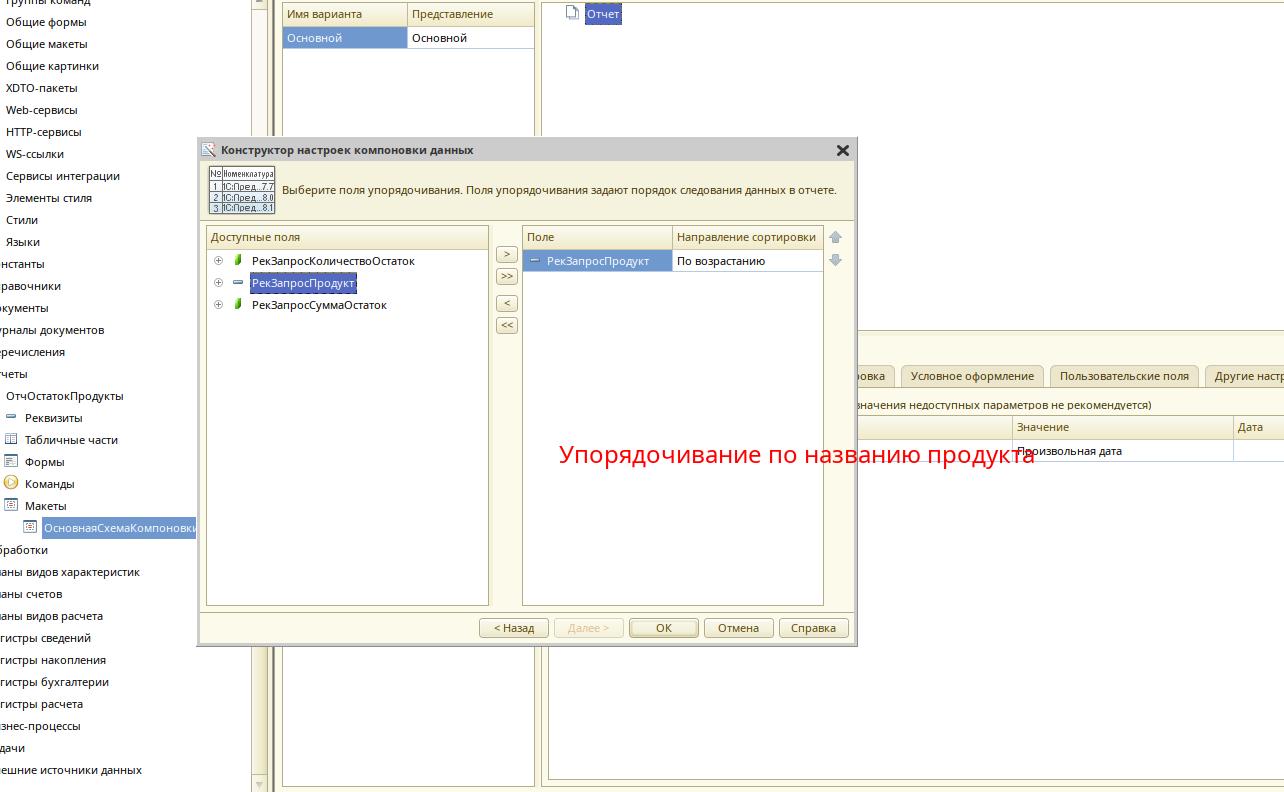 Группы команд
Общие формы
Общие макеты
Общие картинки
XDTO-пакеты
Web-сервисы
HTTP-сервисы
WS-ссылки
Сервисы интеграции
Элементы стиля
Стили
Языки
нстанты
равочники
окументы
урналы документов
еречисления
четы
ОтчОстатокПродукты
Реквизиты
Табличные части
Формы
Команды
Макеты
ОсновнаяСхемаКомпоновки
бработки
аны видов характеристик
аны счетов
аны видов расчета
гистры сведений
гистры накопления
гистры бухгалтерии
гистры расчета
знес-процессы
дачи
ешние источники данных
Имя варианта Представление
Основной Основной
Отчет
Конструктор настроек компоновки данных
№ Номенклатура
1 1С:Пред...7.7
2 1С:Пред...8.0
3 1С:Пред...8.1
Выберите поля упорядочивания. Поля упорядочивания задают порядок следования данных в отчете.
Доступные поля
РекЗапросКоличествоОстаток
РекЗапросПродукт
РекЗапросСуммаОстаток
>
>>
<
<<
Поле Направление сортировки
РекЗапросПродукт По возрастанию
< Назад Далее > ОК Отмена Справка
овка Условное оформление Пользовательские поля Другие настр
значения недоступных параметров не рекомендуется)
Значение Дата
Произвольная дата
Упорядочивание по названию продукта